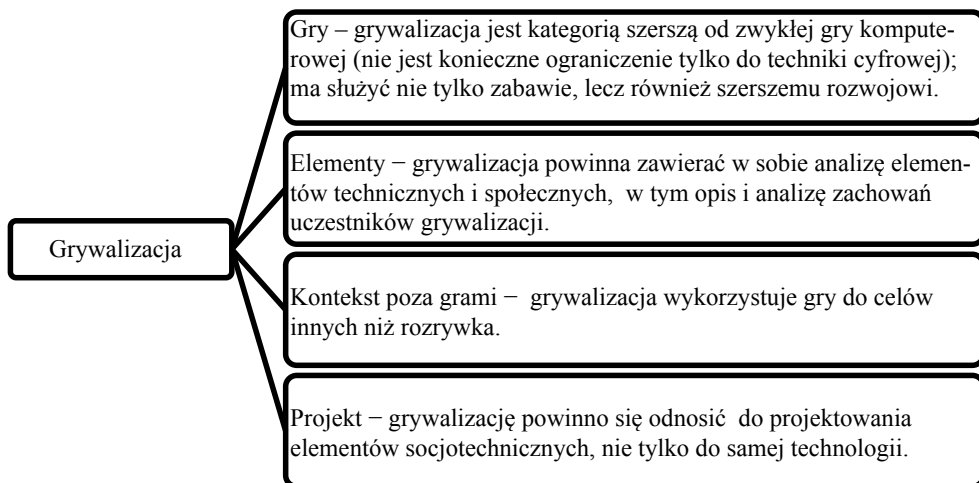 Gry – grywalizacja jest kategorią szerszą od zwykłej gry kompute-
rowej (nie jest konieczne ograniczenie tylko do techniki cyfrowej);
ma służyć nie tylko zabawie, lecz również szerszemu rozwojowi.
Elementy − grywalizacja powinna zawierać w sobie analizę elemen-
tów technicznych i społecznych, w tym opis i analizę zachowań
uczestników grywalizacji.
Grywalizacja
Kontekst poza grami − grywalizacja wykorzystuje gry do celów
innych niż rozrywka.
Projekt − grywalizację powinno się odnosić do projektowania
elementów socjotechnicznych, nie tylko do samej technologii.